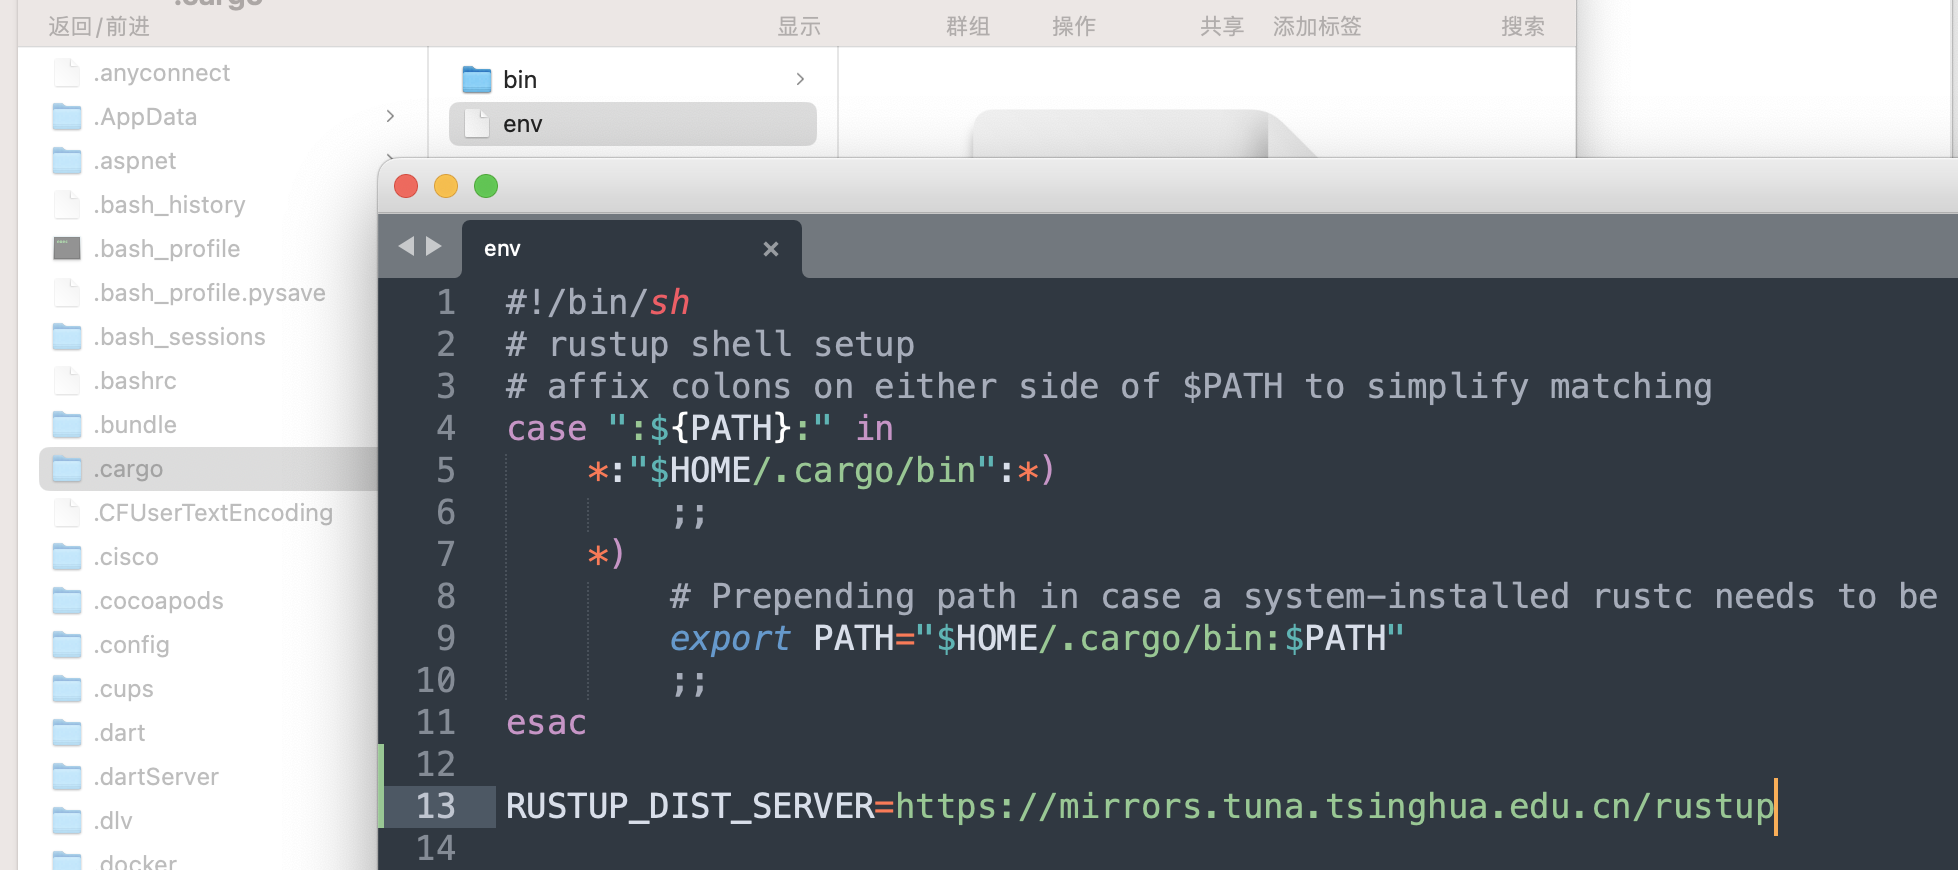 .cargo
返回/前进 显示 群组 操作 共享 添加标签 搜索
.anyconnect
.AppData
.aspnet
.bash_history
.bash_profile
.bash_profile.pysave
.bash_sessions
.bashrc
.bundle
.cargo
.CFUserTextEncoding
.cisco
.cocoapods
.config
.cups
.dart
.dartServer
.dlv
.docker
bin
env
env
1 #!/bin/sh
2 # rustup shell setup
3 # affix colons on either side of $PATH to simplify matching
4 case ":${PATH}:" in
5     *:"$HOME/.cargo/bin":*)
6         ;;
7     *)
8         # Prepending path in case a system-installed rustc needs to be
9         export PATH="$HOME/.cargo/bin:$PATH"
10         ;;
11 esac
12
13 RUSTUP_DIST_SERVER=https://mirrors.tuna.tsinghua.edu.cn/rustup
14